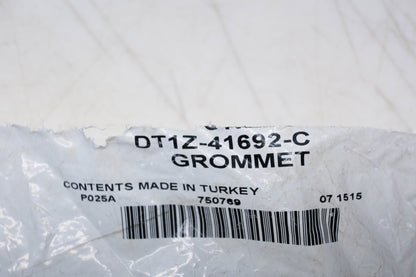 DT1Z-41692-C
GROMMET
CONTENTS MADE IN TURKEY
P025A 750769 07 1515